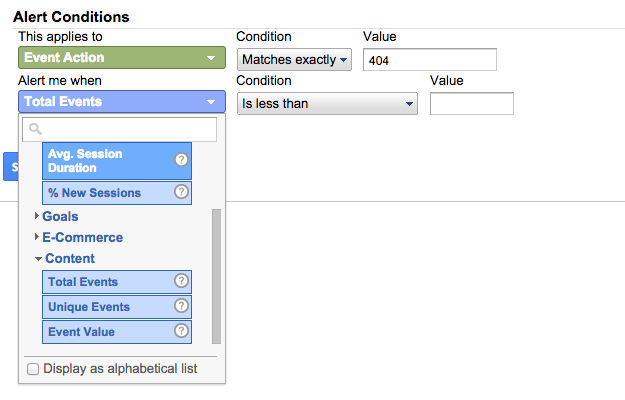 Alert Conditions
This applies to Condition Value
Event Action Matches exactly 404
Alert me when Condition Value
Total Events Is less than
Avg. Session ?
Duration
S
% New Sessions ?
Goals
E-Commerce
Content
Total Events ?
Unique Events ?
Event Value ?
Display as alphabetical list